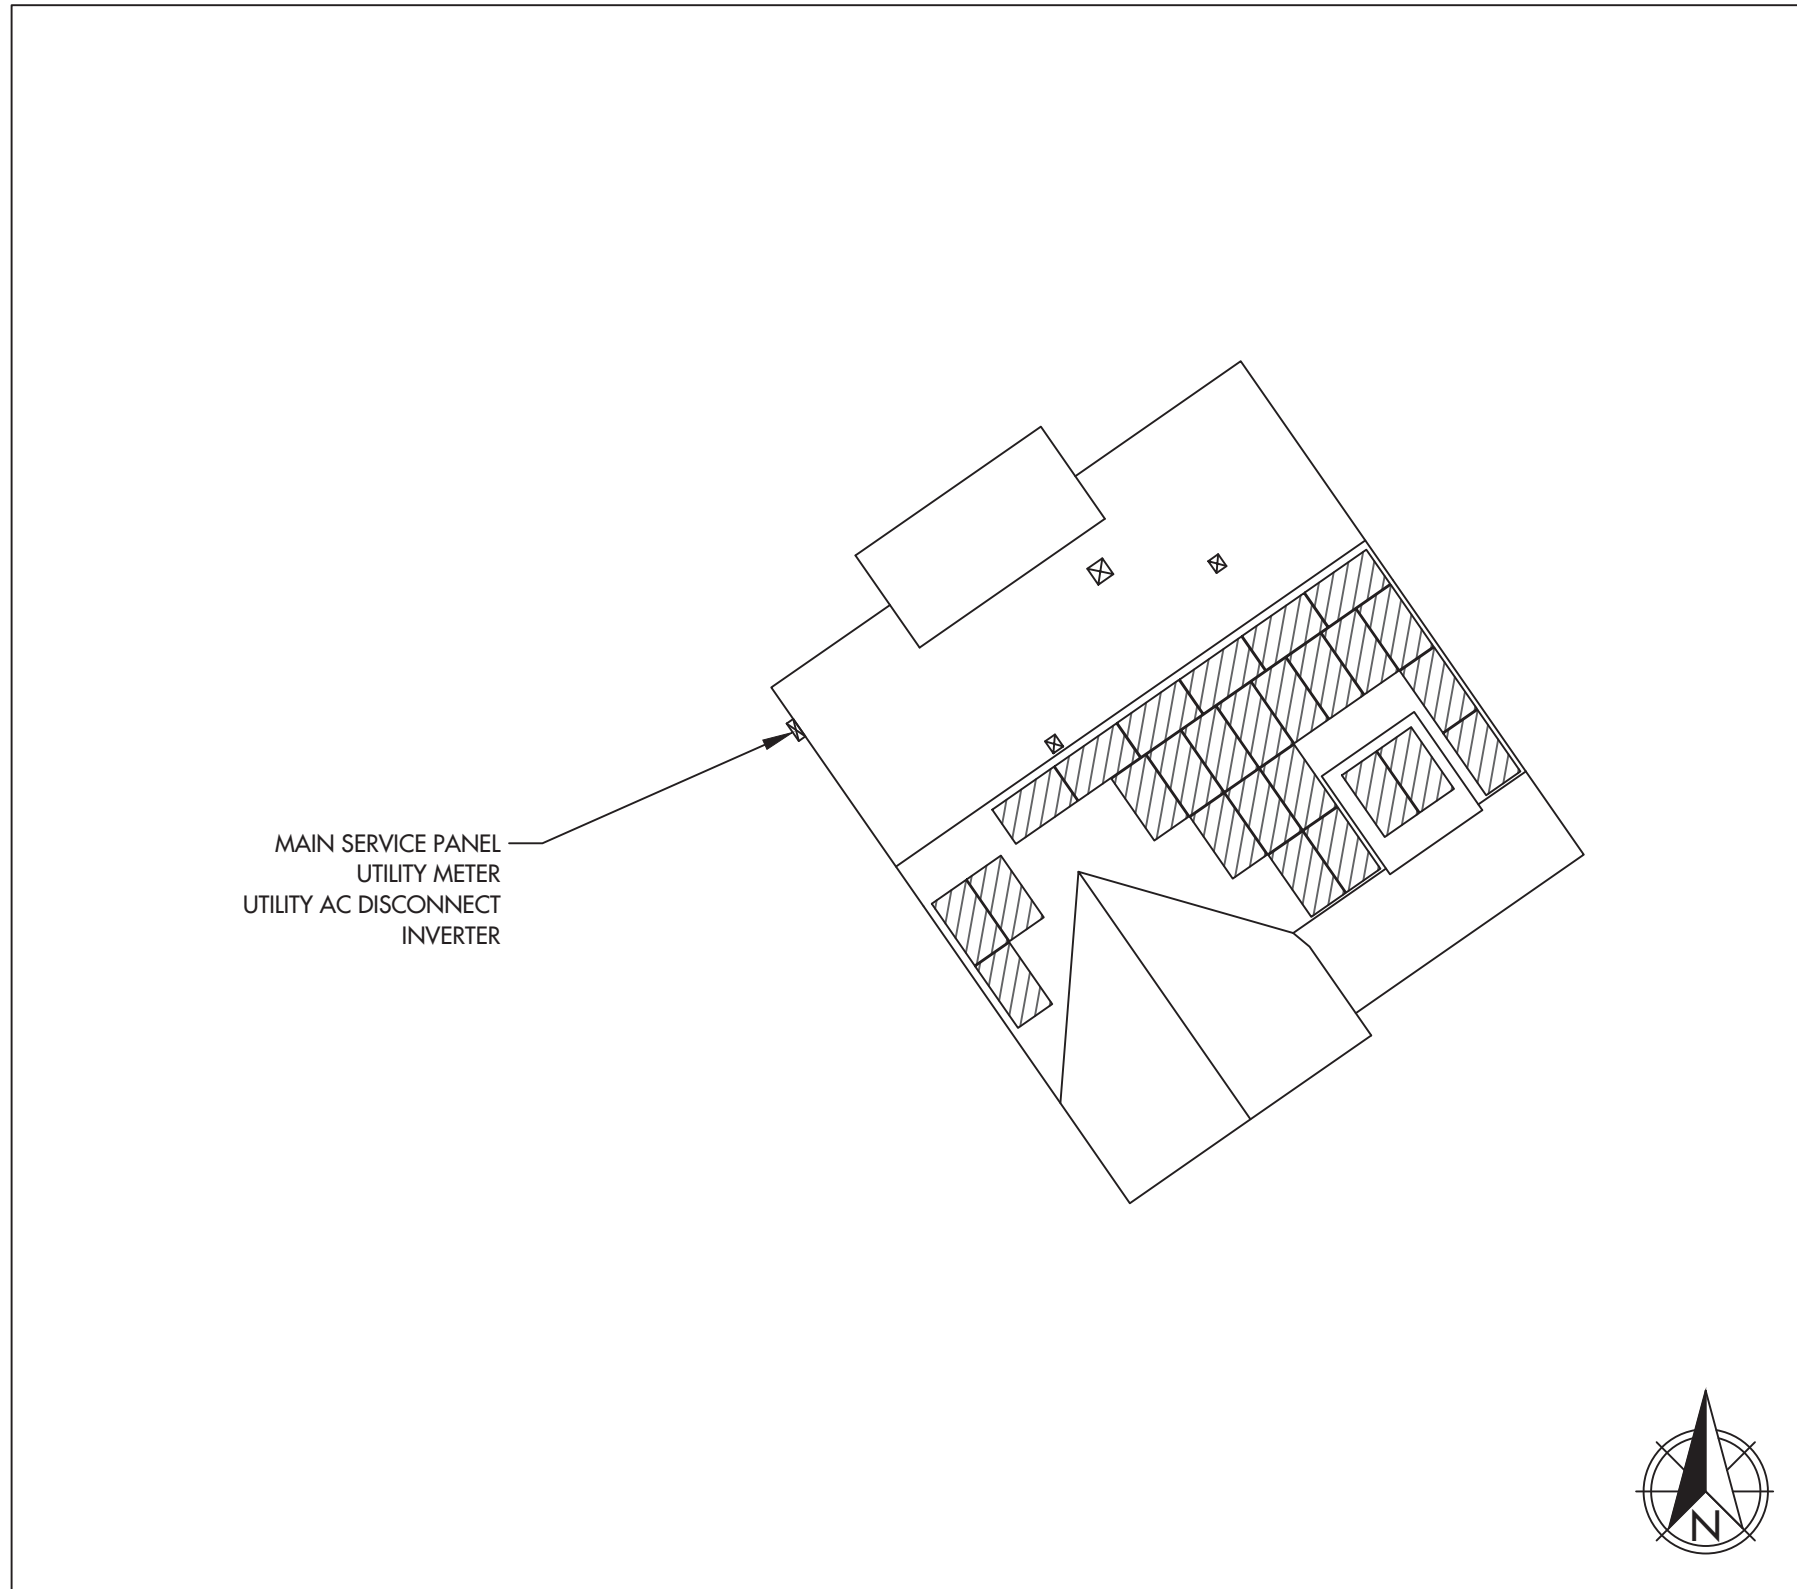 MAIN SERVICE PANEL
UTILITY METER
UTILITY AC DISCONNECT
INVERTER
N